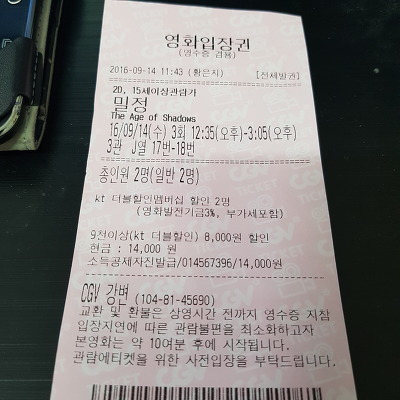 영화입장권
(영수증 겸용)
2016-09-14 11:43 (황은지) [전체발권]
2D, 15세이상관람가
밀정
The Age of Shadows
16/09/14(수) 3회 12:35(오후)-3:05(오후)
3관 J열 17번-18번
총인원 2명(일반 2명)
kt 더블할인멤버십 할인 2명
(영화발전기금3%, 부가세포함)
9천이상(kt 더블할인) 8,000원 할인
현금 : 14,000 원
소득공제자진발급/014567396/14,000원
CGV 강변 (104-81-45690)
교환 및 환불은 상영시간 전까지 영수증 지참
입장지연에 따른 관람불편을 최소화하고자
본영화는 약 10여분 후에 시작됩니다.
관람에티켓을 위한 사전입장을 부탁드립니다.